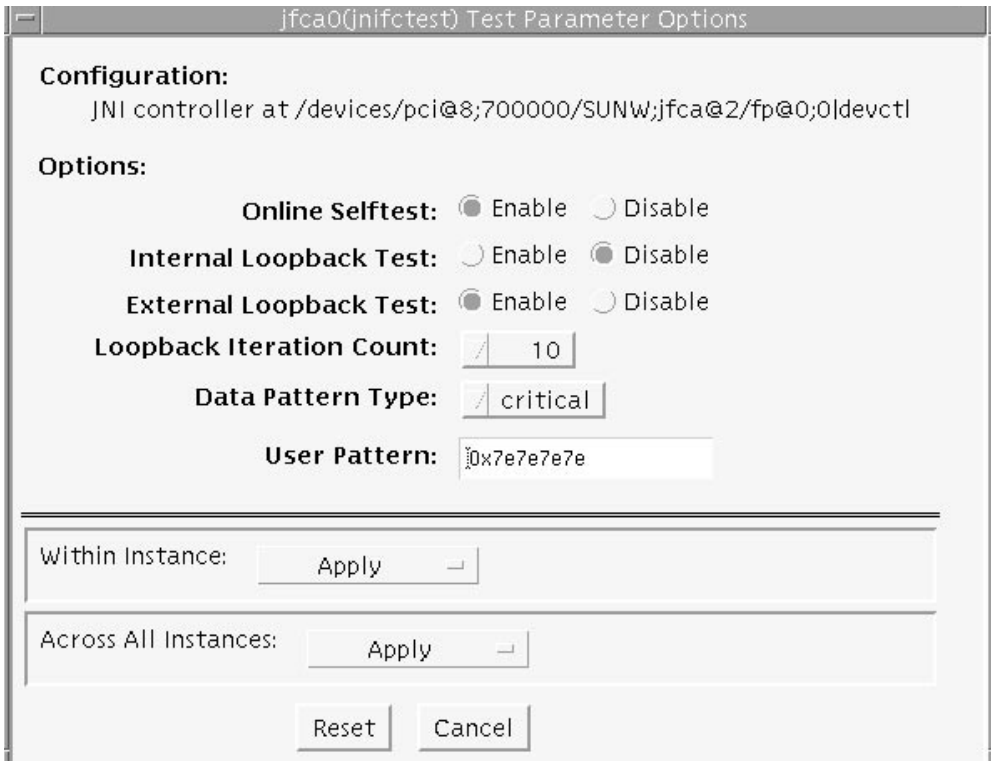 jfca0(jnifctest) Test Parameter Options
Configuration:
JNI controller at /devices/pci@8;700000/SUNW;jfca@2/fp@0;0|devctl
Options:
Online Selftest: Enable Disable
Internal Loopback Test: Enable Disable
External Loopback Test: Enable Disable
Loopback Iteration Count: 10
Data Pattern Type: critical
User Pattern: 0x7e7e7e7e
Within Instance: Apply
Across All Instances: Apply
Reset Cancel